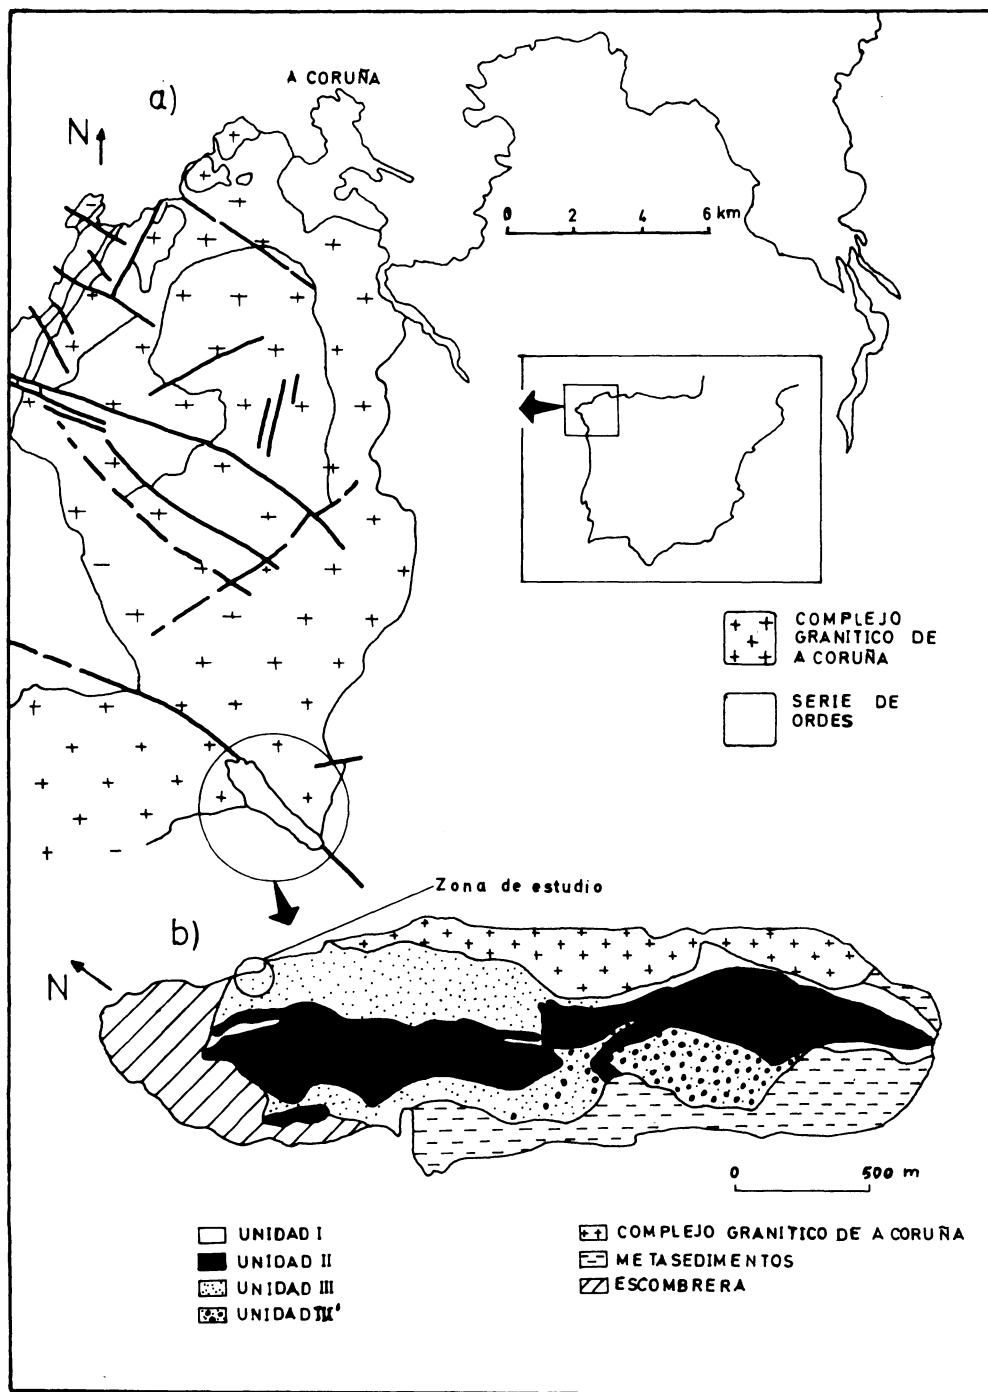 A CORUÑA
a)
N
0 2 4 6 km
COMPLEJO
GRANITICO DE
A CORUÑA
SERIE DE
ORDES
Zona de estudio
b)
N
0 500 m
UNIDAD I
UNIDAD II
UNIDAD III
UNIDAD
COMPLEJO GRANITICO DE A CORUÑA
METASEDIMENTOS
ESCOMBRERA